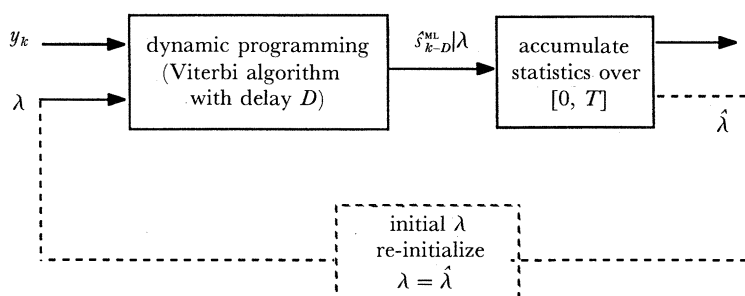 y_k
λ
dynamic programming
(Viterbi algorithm
with delay D)
ŝ^ML_{k−D}|λ
accumulate
statistics over
[0, T]
λ̂
initial λ
re-initialize
λ = λ̂